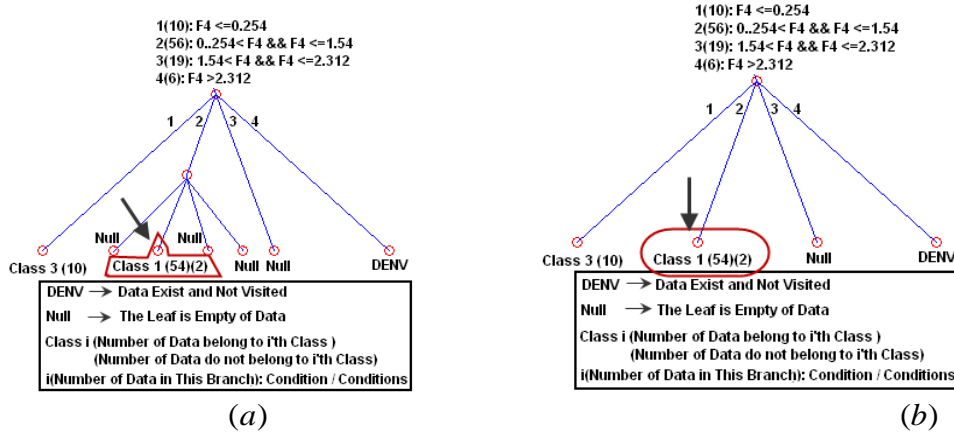 1(10): F4 <=0.254
2(56): 0..254< F4 && F4 <=1.54
3(19): 1.54< F4 && F4 <=2.312
4(6): F4 >2.312
1 2 3 4
Null Null
Class 3 (10) Class 1 (54)(2) Null Null DENV
DENV → Data Exist and Not Visited
Null → The Leaf is Empty of Data
Class i (Number of Data belong to i'th Class )
(Number of Data do not belong to i'th Class)
i(Number of Data in This Branch): Condition / Conditions
(a)
1(10): F4 <=0.254
2(56): 0..254< F4 && F4 <=1.54
3(19): 1.54< F4 && F4 <=2.312
4(6): F4 >2.312
1 2 3 4
Class 3 (10) Class 1 (54)(2) Null DENV
DENV → Data Exist and Not Visited
Null → The Leaf is Empty of Data
Class i (Number of Data belong to i'th Class )
(Number of Data do not belong to i'th Class)
i(Number of Data in This Branch): Condition / Conditions
(b)